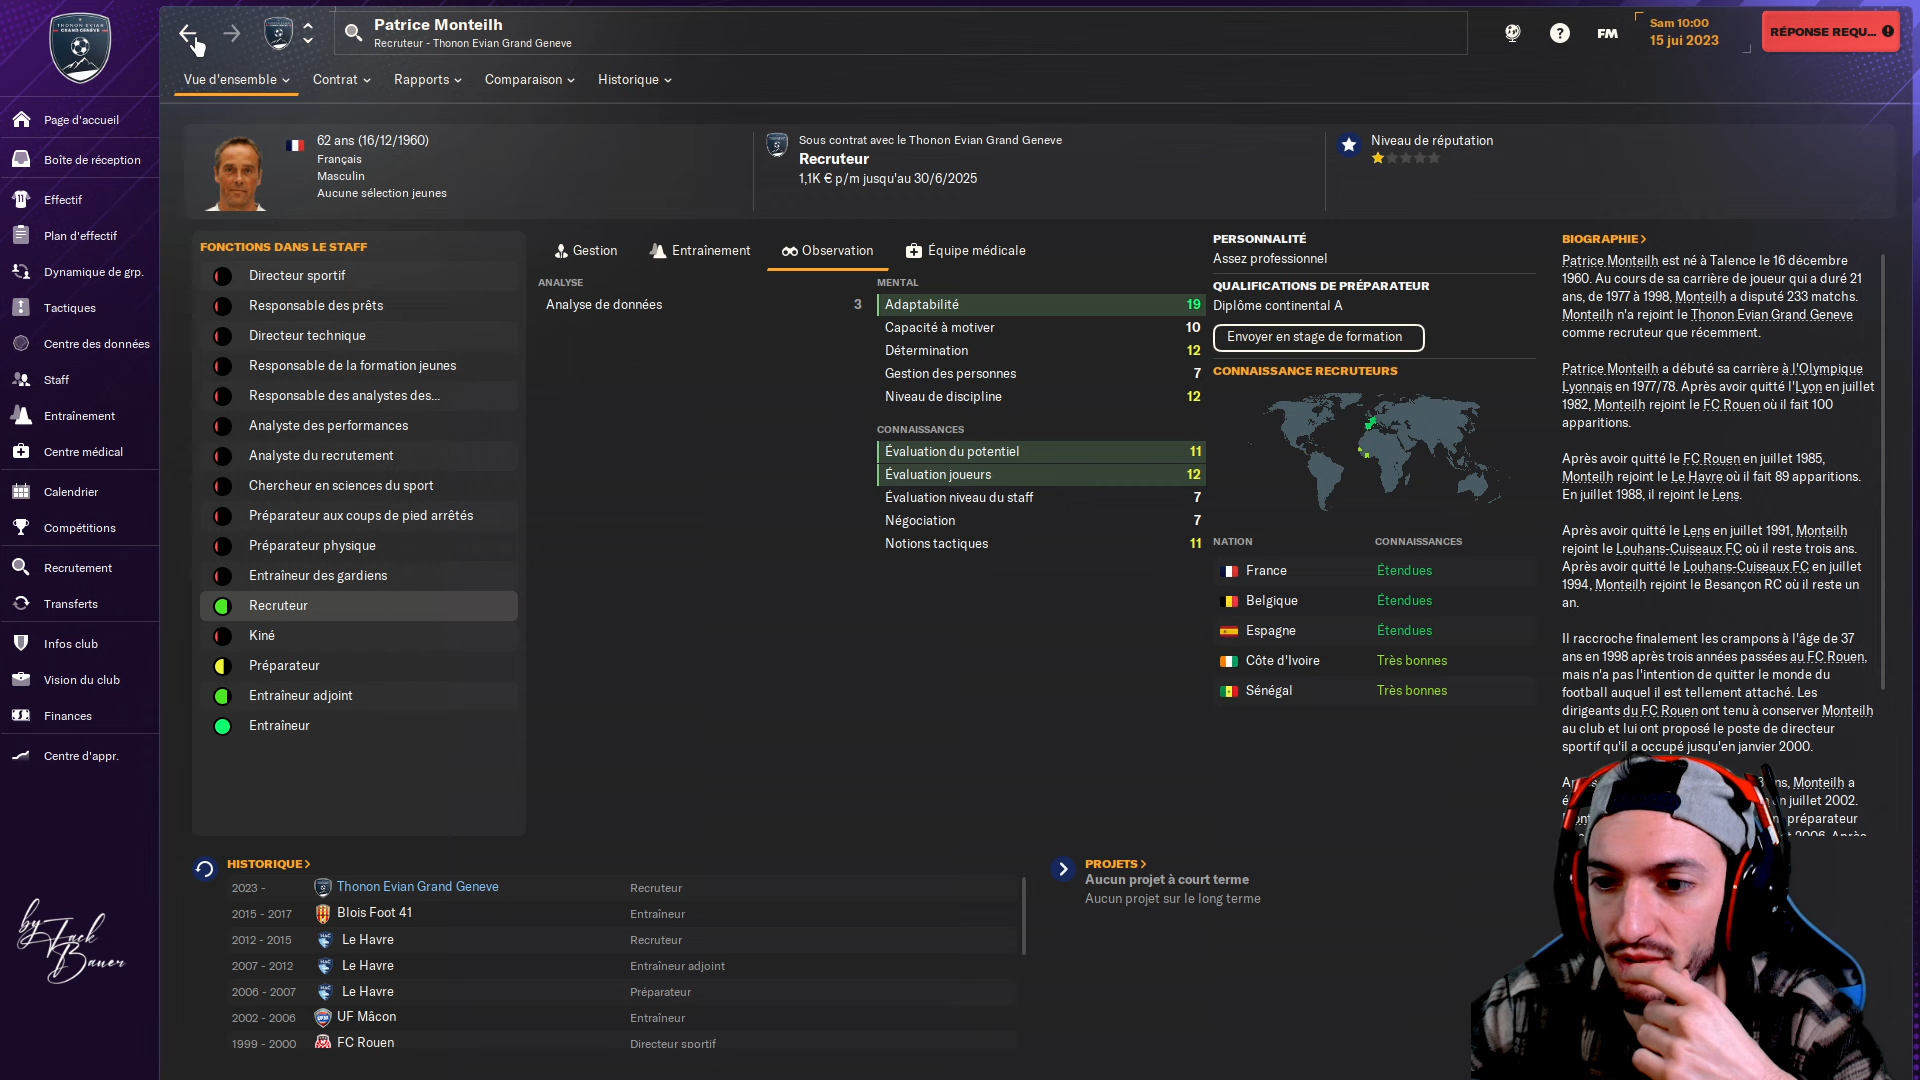 THONON EVIAN
GRAND GENÈVE
Patrice Monteilh
Recruteur - Thonon Evian Grand Geneve
FM
Sam 10:00
15 jui 2023
RÉPONSE REQU...
Vue d'ensemble
Contrat
Rapports
Comparaison
Historique
Page d'accueil
Boîte de réception
Effectif
Plan d'effectif
Dynamique de grp.
Tactiques
Centre des données
Staff
Entraînement
Centre médical
Calendrier
Compétitions
Recrutement
Transferts
Infos club
Vision du club
Finances
Centre d'appr.
by Jack Bauer
62 ans (16/12/1960)
Français
Masculin
Aucune sélection jeunes
Sous contrat avec le Thonon Evian Grand Geneve
Recruteur
1,1K € p/m jusqu'au 30/6/2025
Niveau de réputation
FONCTIONS DANS LE STAFF
Directeur sportif
Responsable des prêts
Directeur technique
Responsable de la formation jeunes
Responsable des analystes des...
Analyste des performances
Analyste du recrutement
Chercheur en sciences du sport
Préparateur aux coups de pied arrêtés
Préparateur physique
Entraîneur des gardiens
Recruteur
Kiné
Préparateur
Entraîneur adjoint
Entraîneur
Gestion
Entraînement
Observation
Équipe médicale
ANALYSE
Analyse de données 3
MENTAL
Adaptabilité 19
Capacité à motiver 10
Détermination 12
Gestion des personnes 7
Niveau de discipline 12
CONNAISSANCES
Évaluation du potentiel 11
Évaluation joueurs 12
Évaluation niveau du staff 7
Négociation 7
Notions tactiques 11
PERSONNALITÉ
Assez professionnel
QUALIFICATIONS DE PRÉPARATEUR
Diplôme continental A
Envoyer en stage de formation
CONNAISSANCE RECRUTEURS
NATION CONNAISSANCES
France Étendues
Belgique Étendues
Espagne Étendues
Côte d'Ivoire Très bonnes
Sénégal Très bonnes
BIOGRAPHIE >
Patrice Monteilh est né à Talence le 16 décembre
1960. Au cours de sa carrière de joueur qui a duré 21
ans, de 1977 à 1998, Monteilh a disputé 233 matchs.
Monteilh n'a rejoint le Thonon Evian Grand Geneve
comme recruteur que récemment.
Patrice Monteilh a débuté sa carrière à l'Olympique
Lyonnais en 1977/78. Après avoir quitté l'Lyon en juillet
1982, Monteilh rejoint le FC Rouen où il fait 100
apparitions.
Après avoir quitté le FC Rouen en juillet 1985,
Monteilh rejoint le Le Havre où il fait 89 apparitions.
En juillet 1988, il rejoint le Lens.
Après avoir quitté le Lens en juillet 1991, Monteilh
rejoint le Louhans-Cuiseaux FC où il reste trois ans.
Après avoir quitté le Louhans-Cuiseaux FC en juillet
1994, Monteilh rejoint le Besançon RC où il reste un
an.
Il raccroche finalement les crampons à l'âge de 37
ans en 1998 après trois années passées au FC Rouen,
mais n'a pas l'intention de quitter le monde du
football auquel il est tellement attaché. Les
dirigeants du FC Rouen ont tenu à conserver Monteilh
au club et lui ont proposé le poste de directeur
sportif qu'il a occupé jusqu'en janvier 2000.
ns, Monteilh a
n juillet 2002.
préparateur
HISTORIQUE >
2023 - Thonon Evian Grand Geneve Recruteur
2015 - 2017 Blois Foot 41 Entraîneur
2012 - 2015 Le Havre Recruteur
2007 - 2012 Le Havre Entraîneur adjoint
2006 - 2007 Le Havre Préparateur
2002 - 2006 UF Mâcon Entraîneur
1999 - 2000 FC Rouen Directeur sportif
PROJETS >
Aucun projet à court terme
Aucun projet sur le long terme